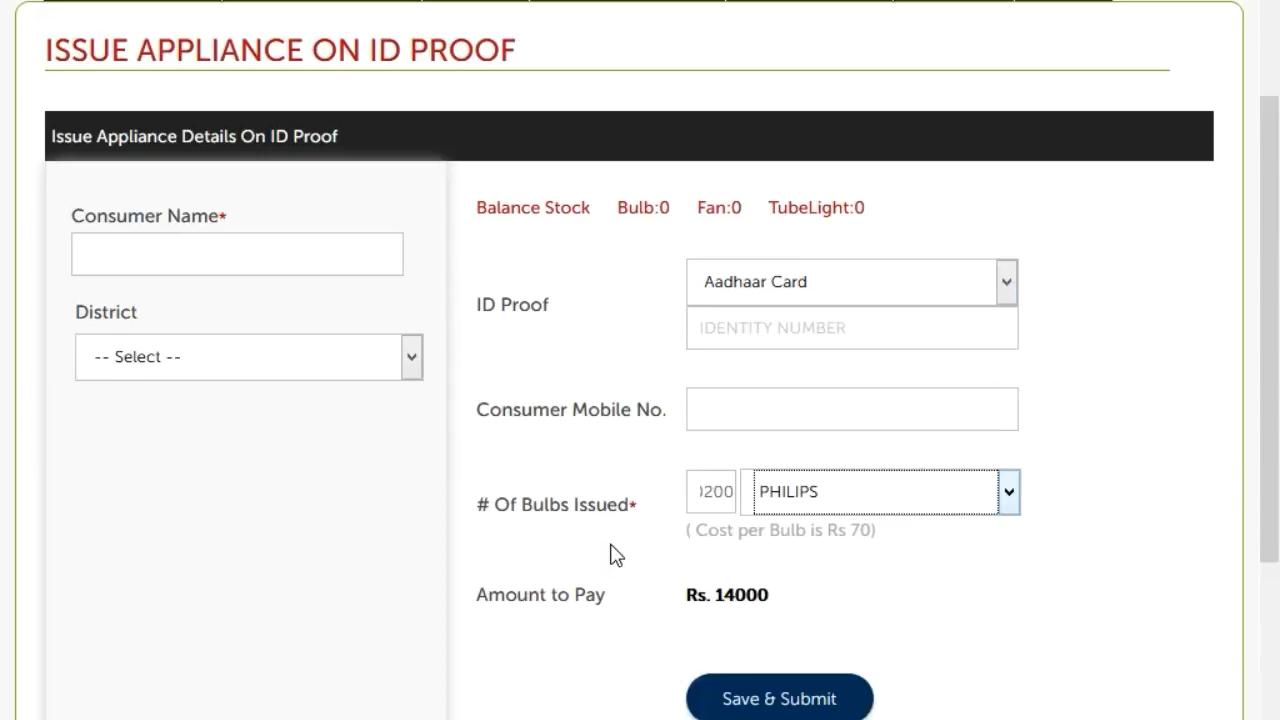 ISSUE APPLIANCE ON ID PROOF
Issue Appliance Details On ID Proof
Consumer Name*
District
-- Select --
Balance Stock Bulb:0 Fan:0 TubeLight:0
ID Proof
Aadhaar Card
IDENTITY NUMBER
Consumer Mobile No.
# Of Bulbs Issued*
0200 PHILIPS
( Cost per Bulb is Rs 70)
Amount to Pay
Rs. 14000
Save & Submit